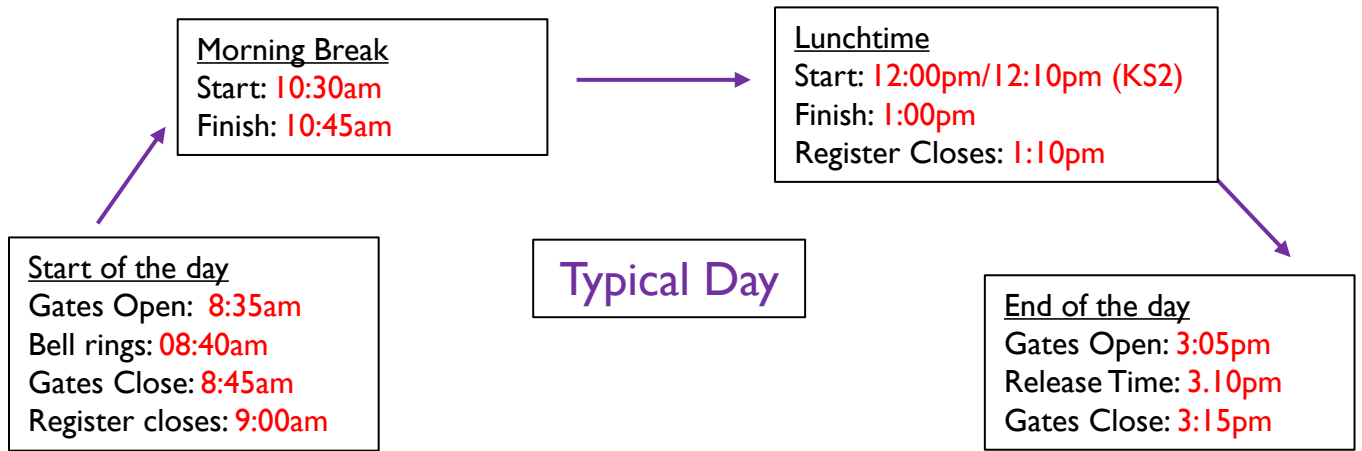 Morning Break
Start: 10:30am
Finish: 10:45am
Lunchtime
Start: 12:00pm/12:10pm (KS2)
Finish: 1:00pm
Register Closes: 1:10pm
Start of the day
Gates Open: 8:35am
Bell rings: 08:40am
Gates Close: 8:45am
Register closes: 9:00am
Typical Day
End of the day
Gates Open: 3:05pm
Release Time: 3.10pm
Gates Close: 3:15pm